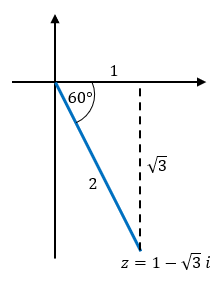 1
60°
√3
2
z = 1 − √3 i